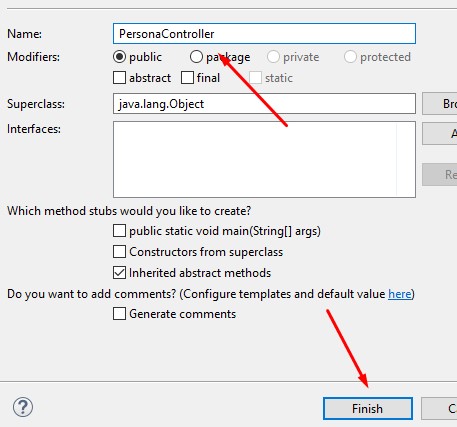 Name: PersonaController
Modifiers: public package private protected
abstract final static
Superclass: java.lang.Object Bro
Interfaces: A
Re
Which method stubs would you like to create?
public static void main(String[] args)
Constructors from superclass
Inherited abstract methods
Do you want to add comments? (Configure templates and default value here)
Generate comments
? Finish Ca